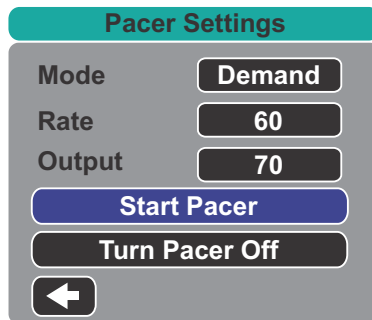 Pacer Settings
Mode Demand
Rate 60
Output 70
Start Pacer
Turn Pacer Off